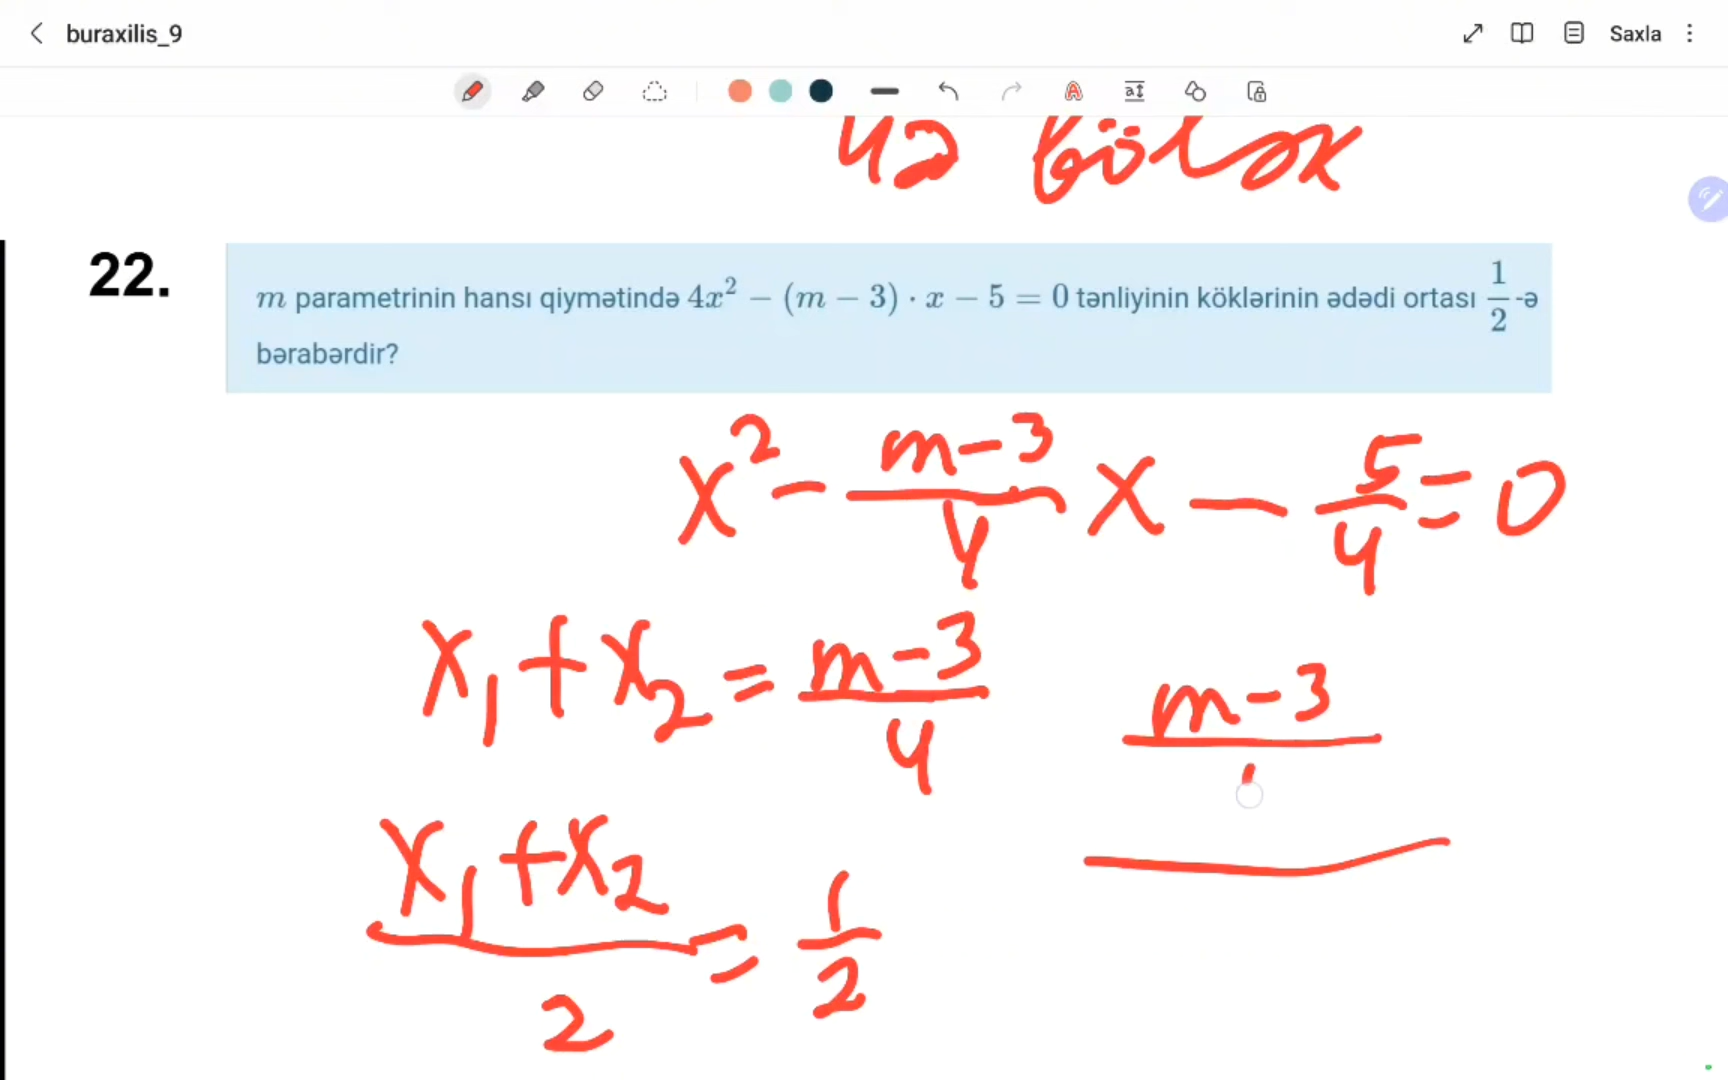 buraxilis_9
Saxla
4ə bölək
22.
m parametrinin hansı qiymətində 4x² − (m − 3) · x − 5 = 0 tənliyinin köklərinin ədədi ortası 1/2-ə
bərabərdir?
x² − (m−3)/4 x − 5/4 = 0
x₁ + x₂ = (m−3)/4
m−3
x₁ + x₂ / 2 = 1/2